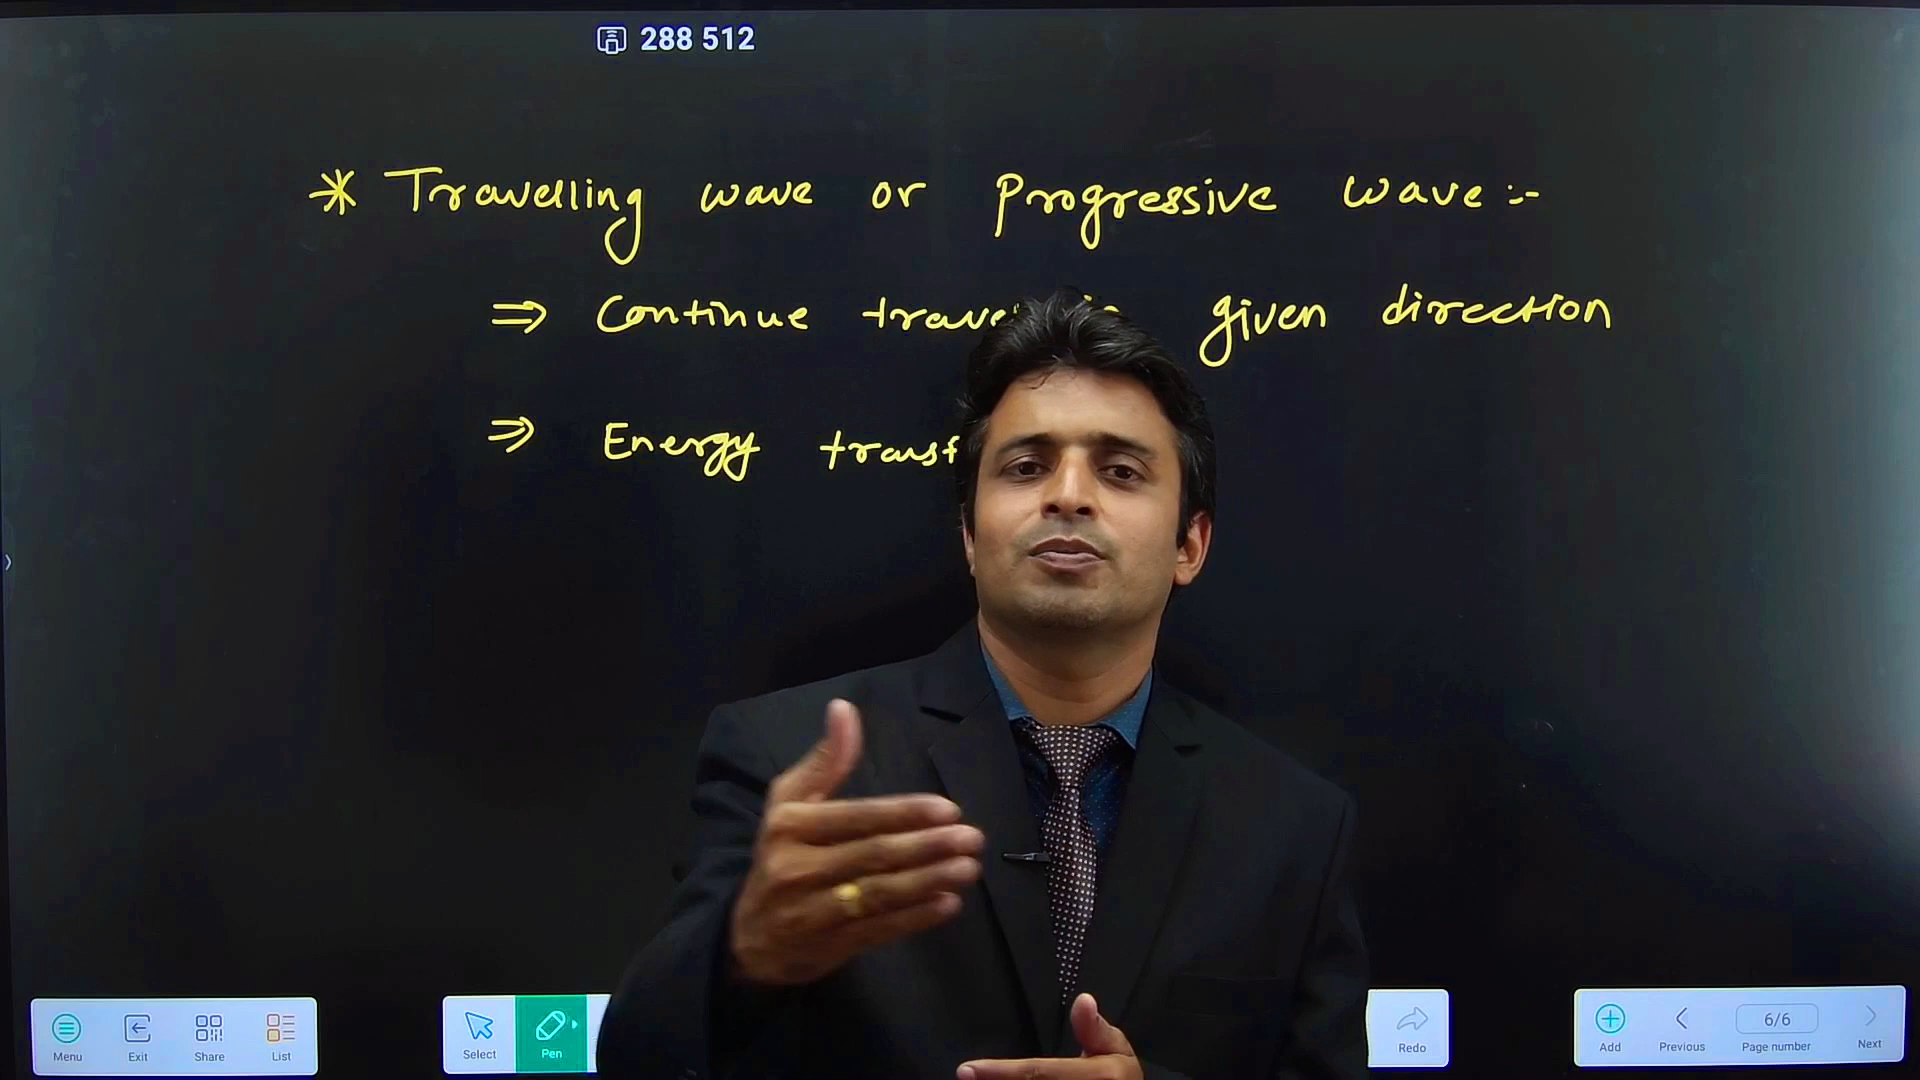 288 512
* Travelling wave or Progressive wave :-
⇒ Continue given direction
⇒ Energy
Menu Exit Share List Select Pen Redo Add Previous 6/6 Page number Next